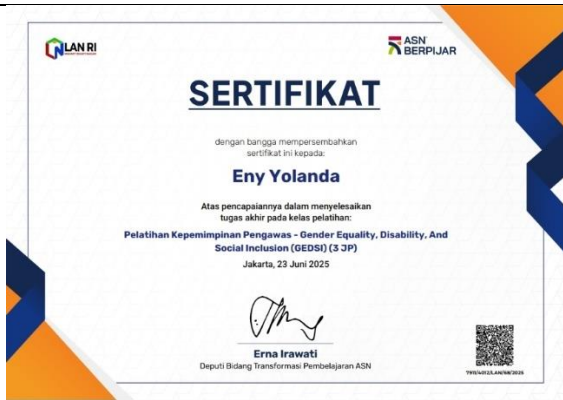 LAN RI
ASN
BERPIJAR
SERTIFIKAT
dengan bangga mempersembahkan
sertifikat ini kepada:
Eny Yolanda
Atas pencapaiannya dalam menyelesaikan
tugas akhir pada kelas pelatihan:
Pelatihan Kepemimpinan Pengawas - Gender Equality, Disability, And
Social Inclusion (GEDSI) (3 JP)
Jakarta, 23 Juni 2025
Erna Irawati
Deputi Bidang Transformasi Pembelajaran ASN